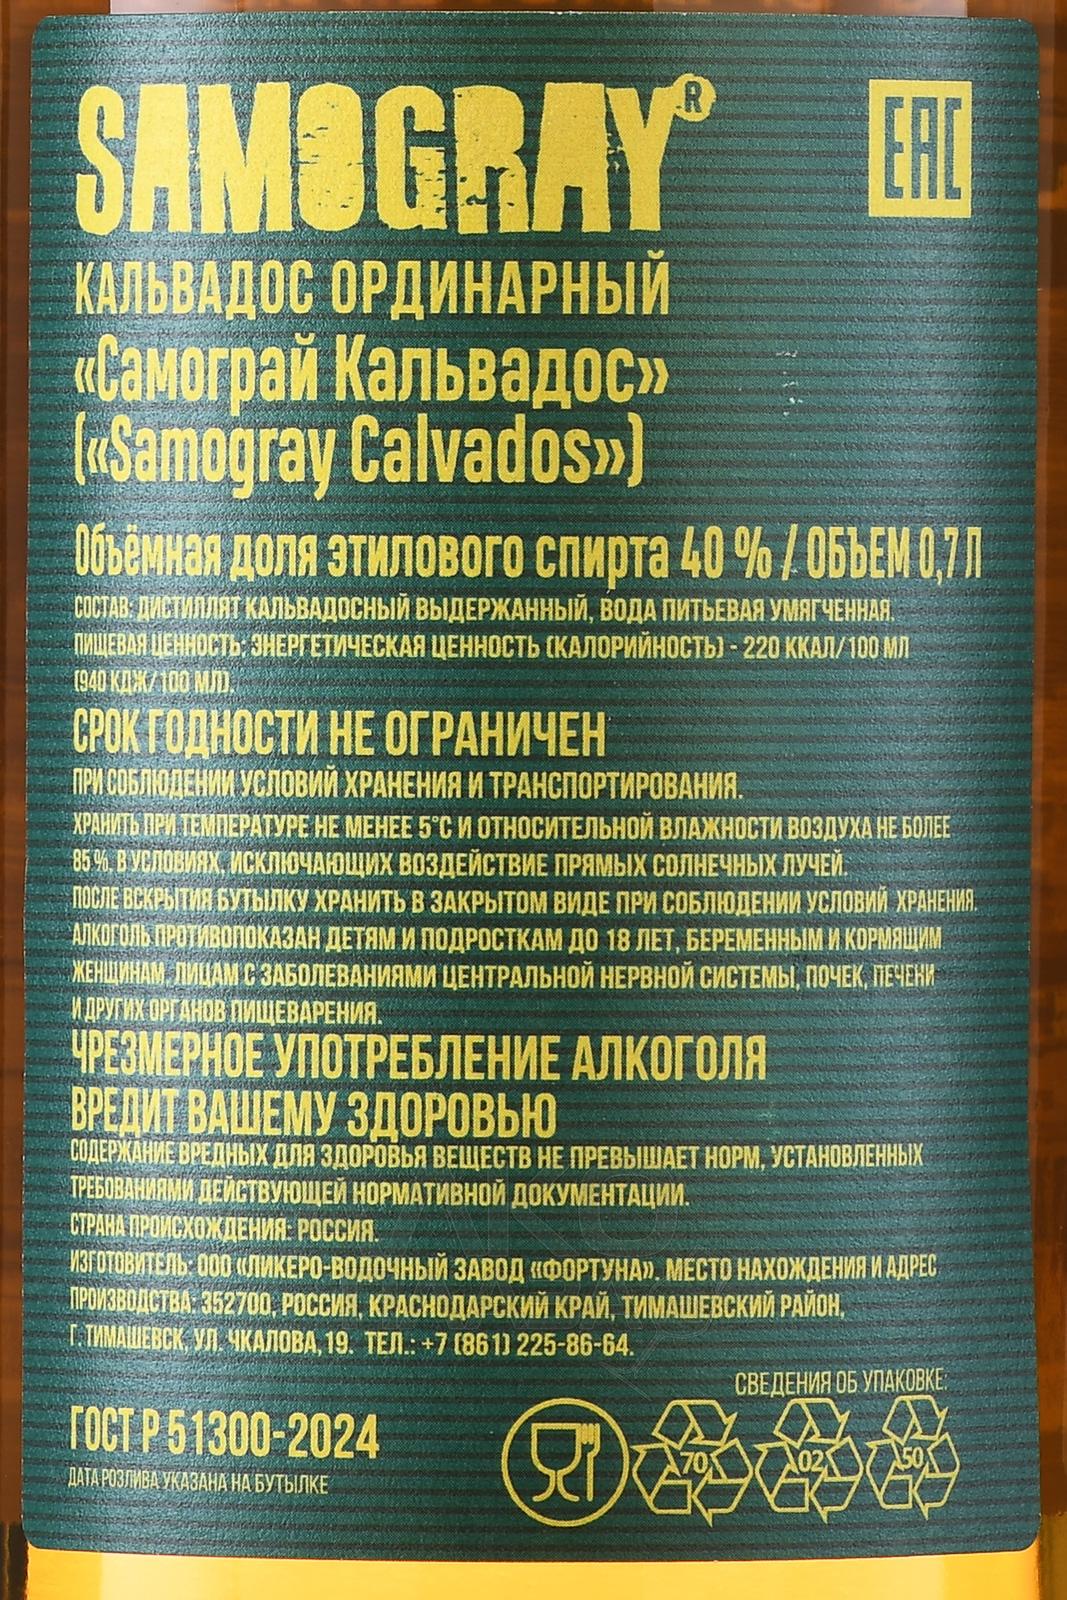 SAMOGRAY®
EAC
КАЛЬВАДОС ОРДИНАРНЫЙ
«Самограй Кальвадос»
(«Samogray Calvados»)
Объёмная доля этилового спирта 40 % / ОБЪЕМ 0,7 Л
СОСТАВ: ДИСТИЛЛЯТ КАЛЬВАДОСНЫЙ ВЫДЕРЖАННЫЙ, ВОДА ПИТЬЕВАЯ УМЯГЧЕННАЯ.
ПИЩЕВАЯ ЦЕННОСТЬ: ЭНЕРГЕТИЧЕСКАЯ ЦЕННОСТЬ (КАЛОРИЙНОСТЬ) - 220 ККАЛ/100 МЛ
(940 КДЖ/100 МЛ).
СРОК ГОДНОСТИ НЕ ОГРАНИЧЕН
ПРИ СОБЛЮДЕНИИ УСЛОВИЙ ХРАНЕНИЯ И ТРАНСПОРТИРОВАНИЯ.
ХРАНИТЬ ПРИ ТЕМПЕРАТУРЕ НЕ МЕНЕЕ 5°С И ОТНОСИТЕЛЬНОЙ ВЛАЖНОСТИ ВОЗДУХА НЕ БОЛЕЕ
85 %, В УСЛОВИЯХ, ИСКЛЮЧАЮЩИХ ВОЗДЕЙСТВИЕ ПРЯМЫХ СОЛНЕЧНЫХ ЛУЧЕЙ.
ПОСЛЕ ВСКРЫТИЯ БУТЫЛКУ ХРАНИТЬ В ЗАКРЫТОМ ВИДЕ ПРИ СОБЛЮДЕНИИ УСЛОВИЙ ХРАНЕНИЯ.
АЛКОГОЛЬ ПРОТИВОПОКАЗАН ДЕТЯМ И ПОДРОСТКАМ ДО 18 ЛЕТ, БЕРЕМЕННЫМ И КОРМЯЩИМ
ЖЕНЩИНАМ, ЛИЦАМ С ЗАБОЛЕВАНИЯМИ ЦЕНТРАЛЬНОЙ НЕРВНОЙ СИСТЕМЫ, ПОЧЕК, ПЕЧЕНИ
И ДРУГИХ ОРГАНОВ ПИЩЕВАРЕНИЯ.
ЧРЕЗМЕРНОЕ УПОТРЕБЛЕНИЕ АЛКОГОЛЯ
ВРЕДИТ ВАШЕМУ ЗДОРОВЬЮ
СОДЕРЖАНИЕ ВРЕДНЫХ ДЛЯ ЗДОРОВЬЯ ВЕЩЕСТВ НЕ ПРЕВЫШАЕТ НОРМ, УСТАНОВЛЕННЫХ
ТРЕБОВАНИЯМИ ДЕЙСТВУЮЩЕЙ НОРМАТИВНОЙ ДОКУМЕНТАЦИИ.
СТРАНА ПРОИСХОЖДЕНИЯ: РОССИЯ.
ИЗГОТОВИТЕЛЬ: ООО «ЛИКЕРО-ВОДОЧНЫЙ ЗАВОД «ФОРТУНА». МЕСТО НАХОЖДЕНИЯ И АДРЕС
ПРОИЗВОДСТВА: 352700, РОССИЯ, КРАСНОДАРСКИЙ КРАЙ, ТИМАШЕВСКИЙ РАЙОН,
Г. ТИМАШЕВСК, УЛ. ЧКАЛОВА, 19. ТЕЛ.: +7 (861) 225-86-64.
СВЕДЕНИЯ ОБ УПАКОВКЕ:
70 02 50
ГОСТ Р 51300-2024
ДАТА РОЗЛИВА УКАЗАНА НА БУТЫЛКЕ